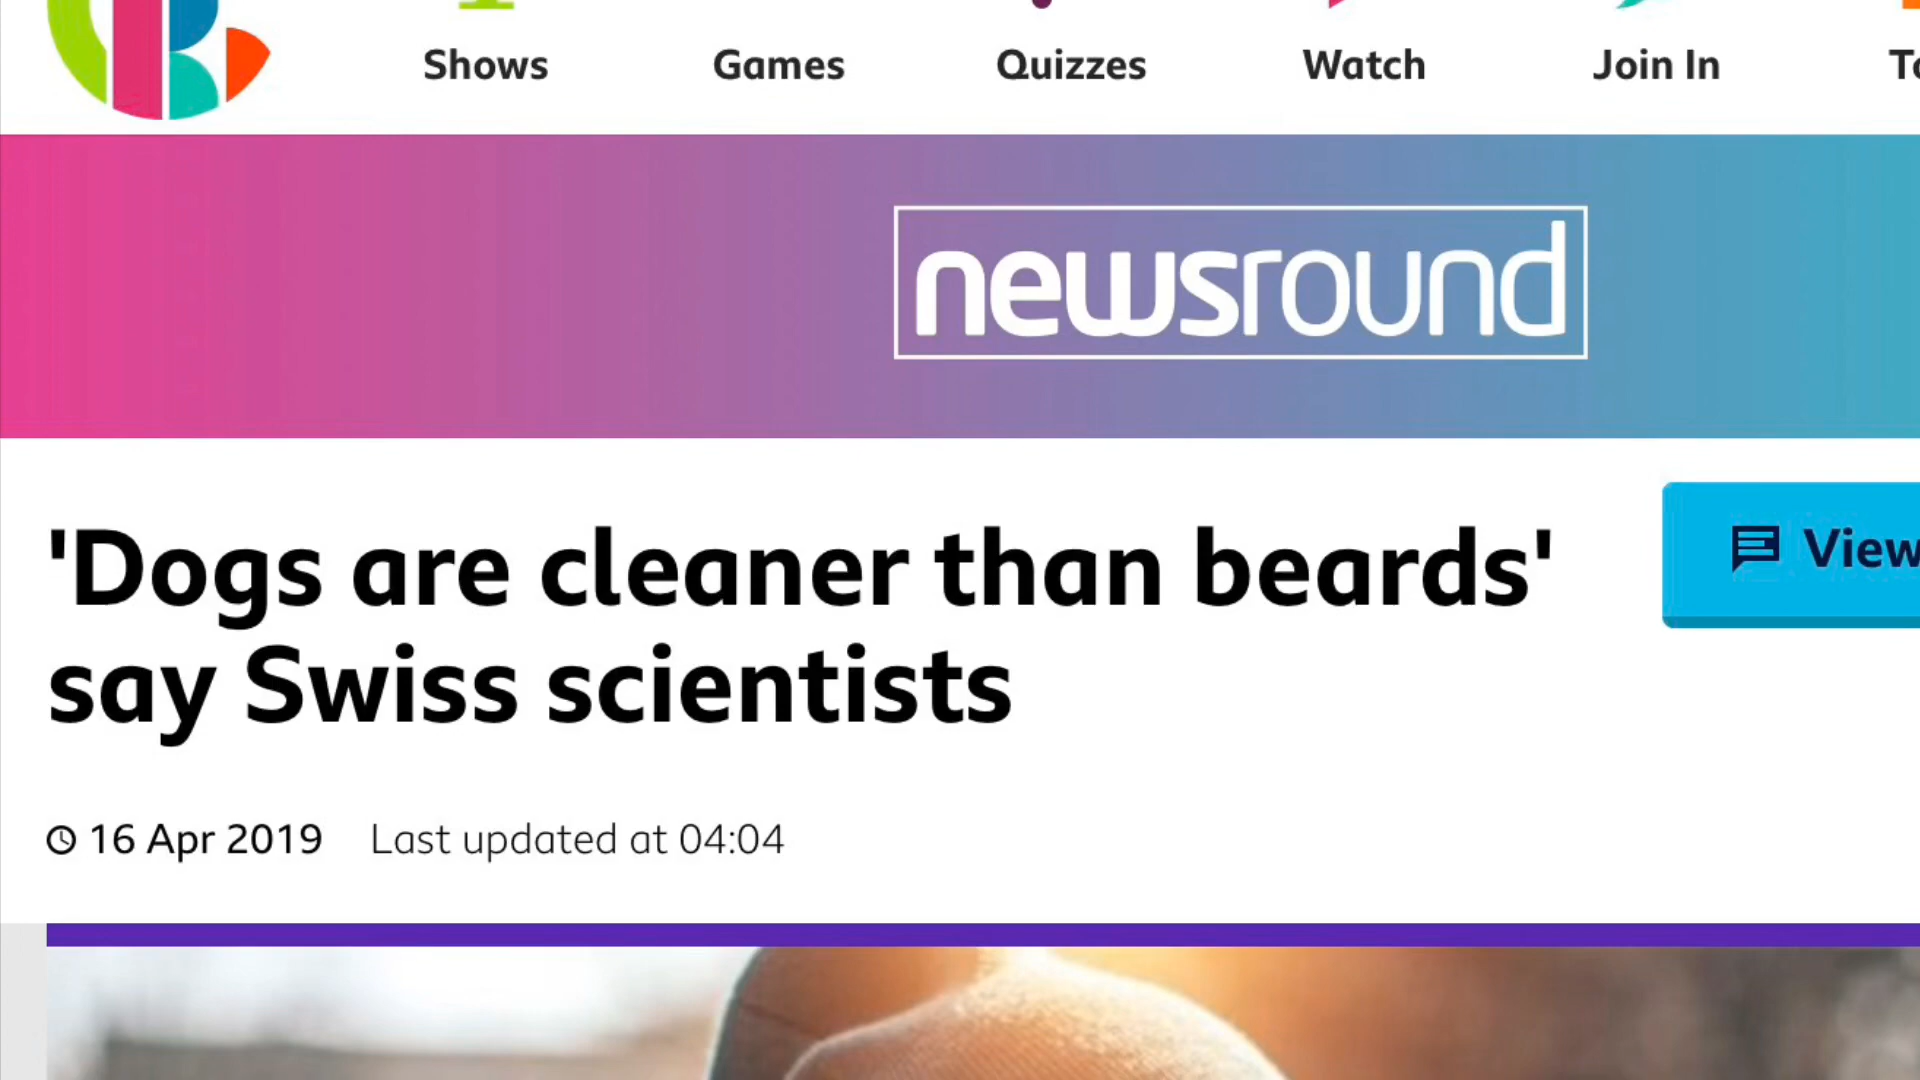 Shows Games Quizzes Watch Join In
newsround
'Dogs are cleaner than beards'
View
say Swiss scientists
16 Apr 2019 Last updated at 04:04